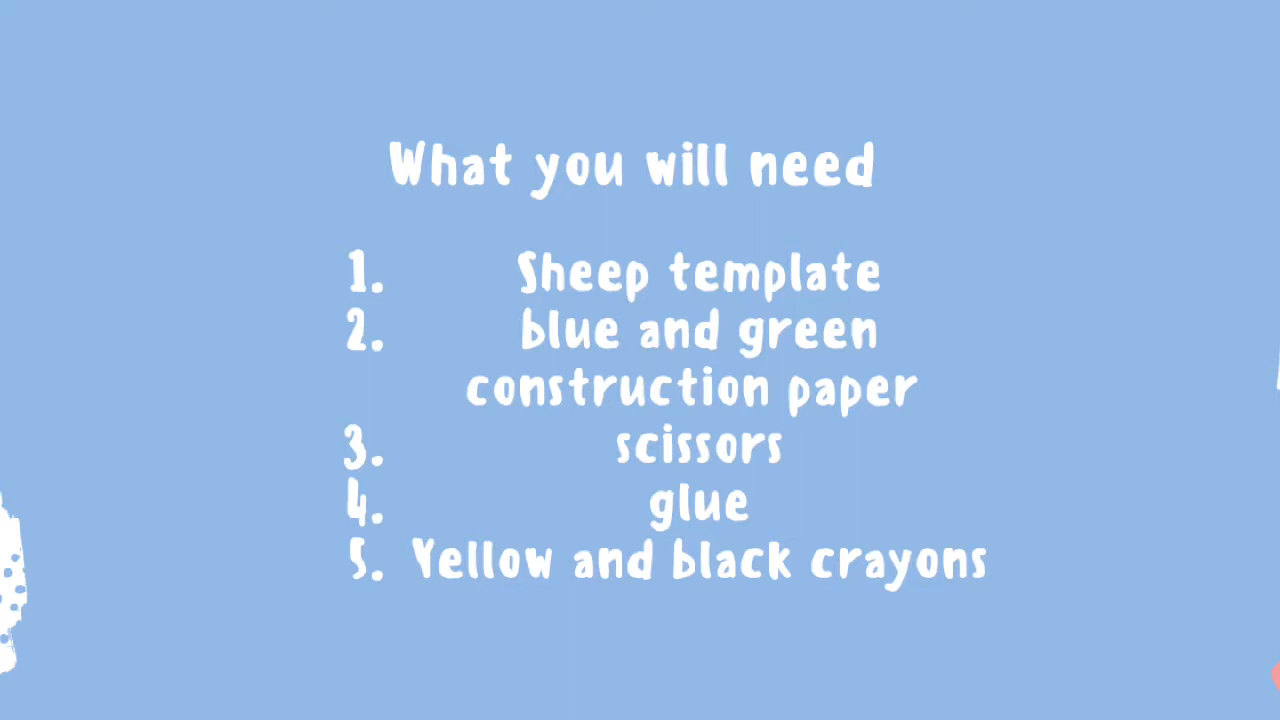 What you will need
1. Sheep template
2. blue and green
construction paper
3. scissors
4. glue
5. Yellow and black crayons